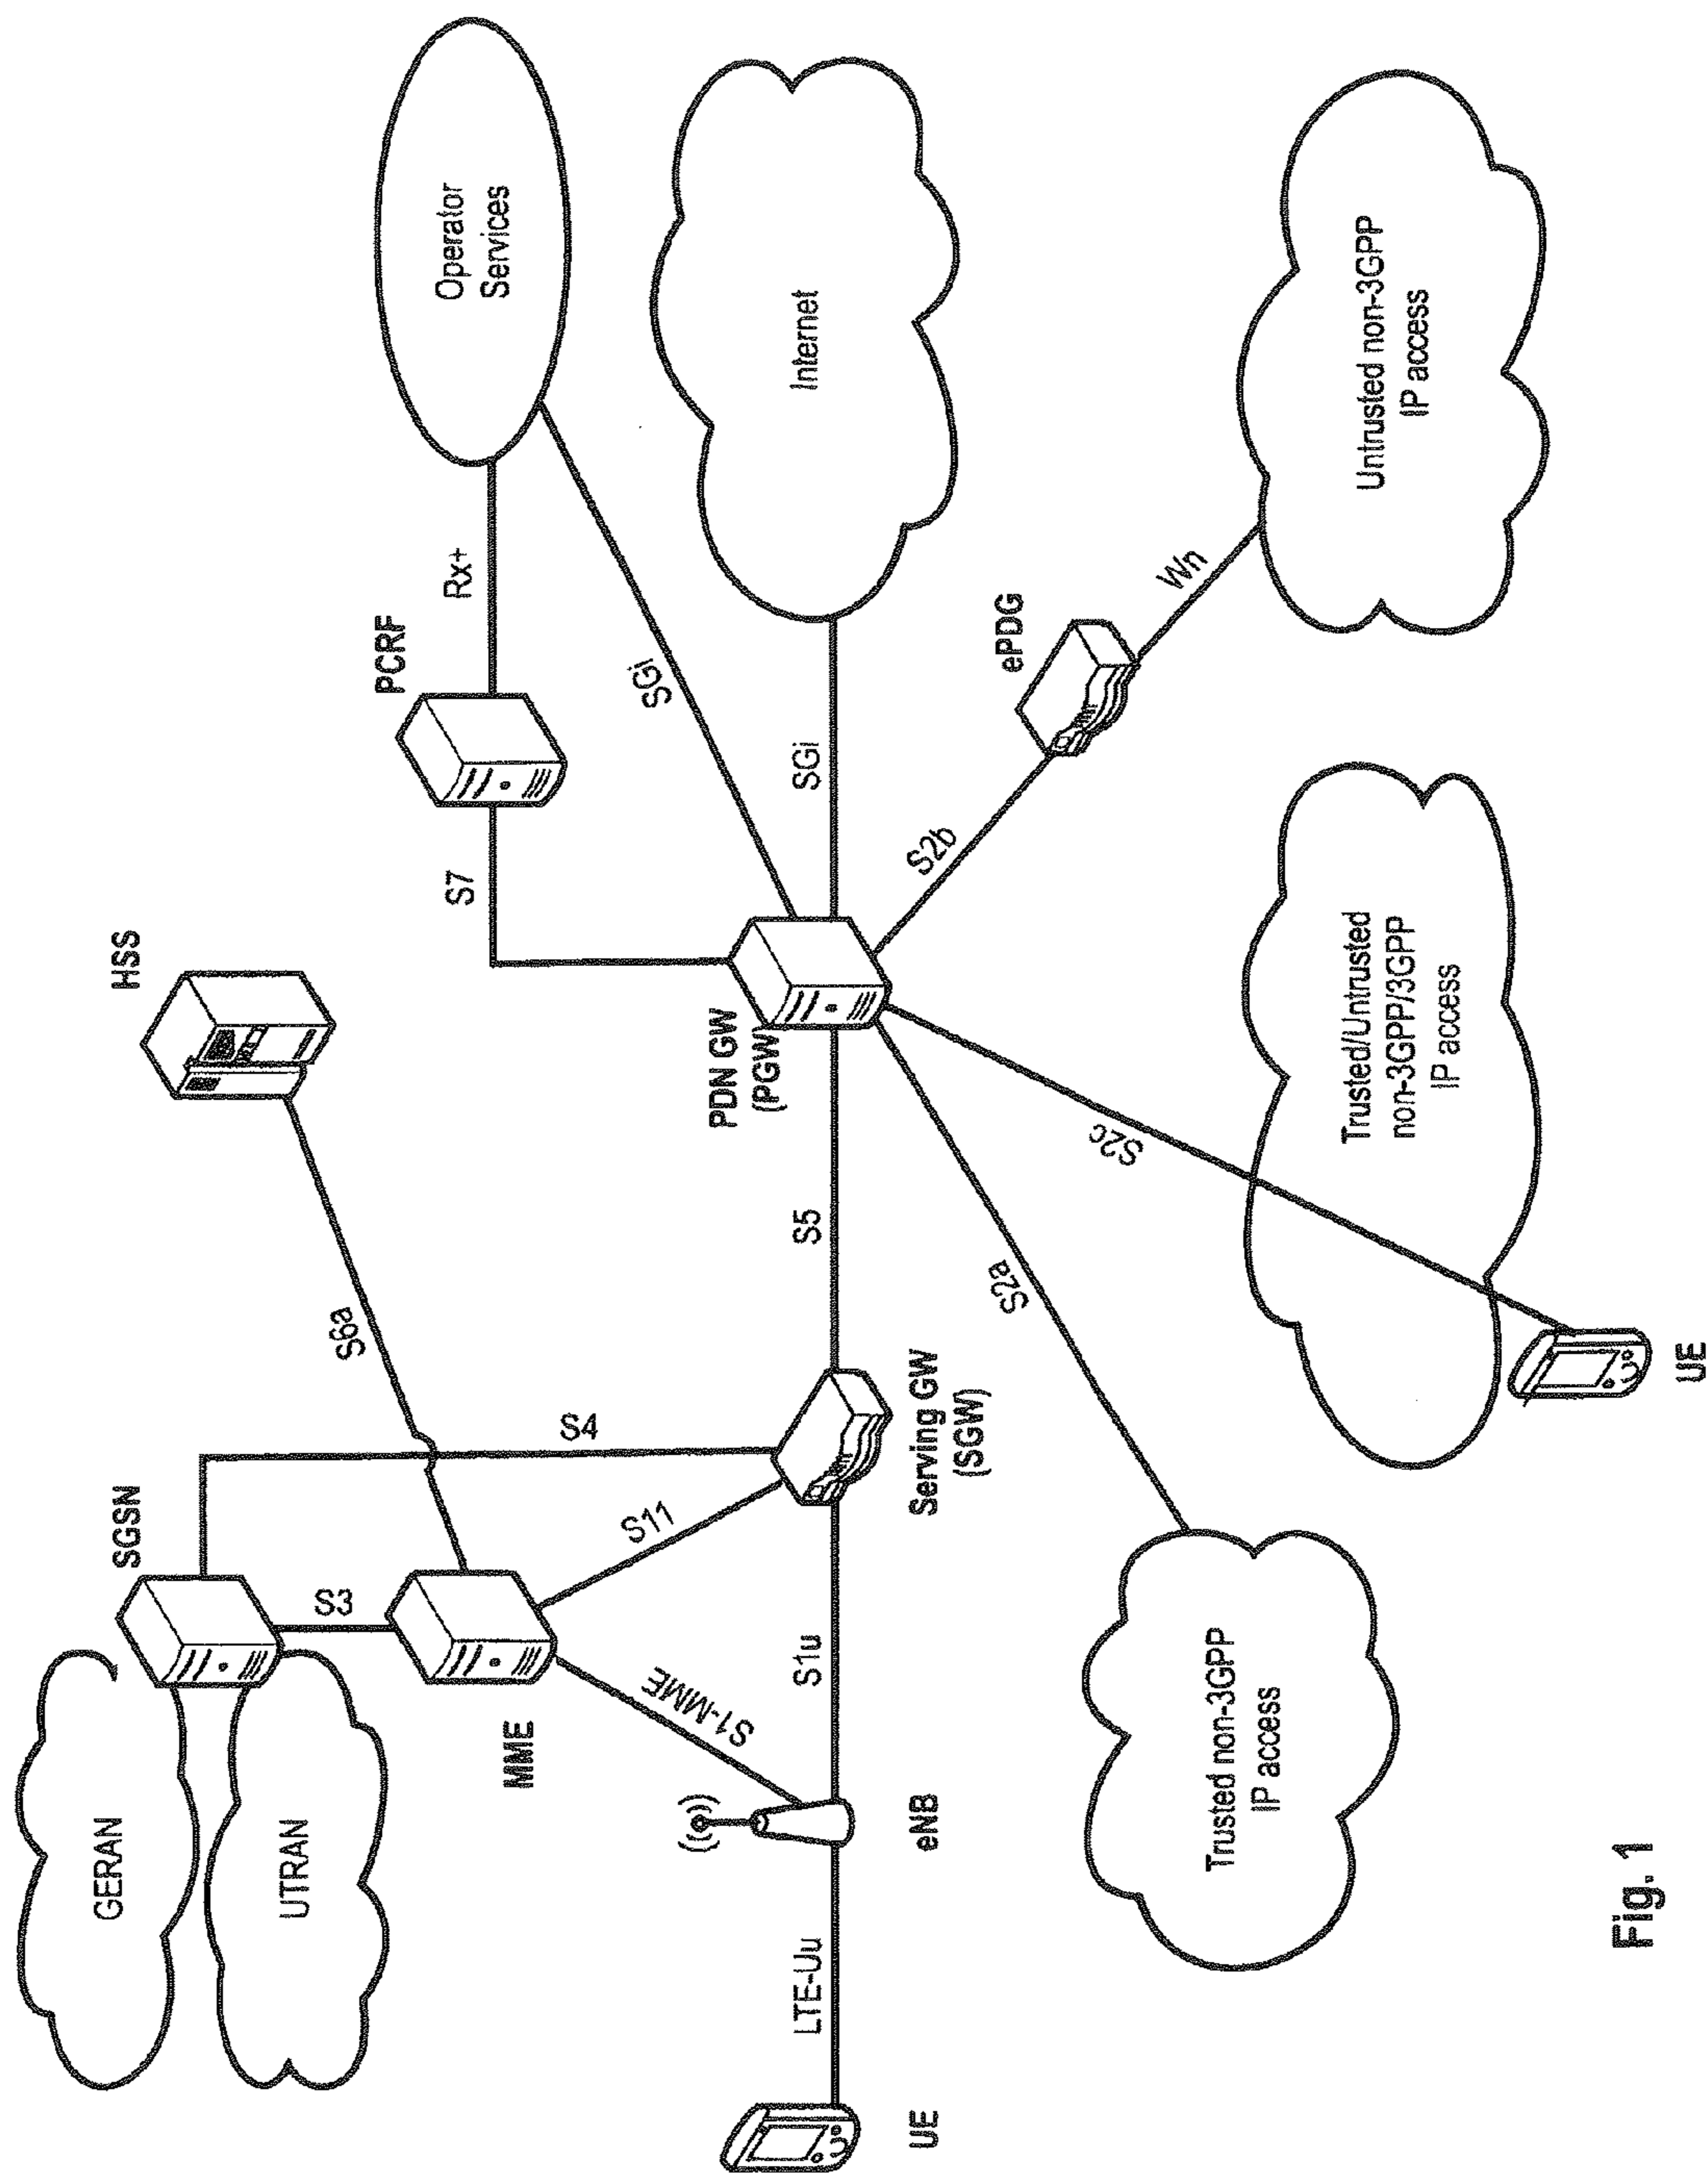 GERAN
UTRAN
SGSN
HSS
S3
S4
S6a
PCRF
Rx+
S7
Operator
Services
MME
S11
S1-MME
SGi
UE
LTE-Uu
eNB
S1u
Serving GW
(SGW)
S5
PDN GW
(PGW)
SGi
Internet
S2a
S2c
S2b
ePDG
Wn
Trusted non-3GPP
IP access
Trusted/Untrusted
non-3GPP/3GPP
IP access
Untrusted non-3GPP
IP access
UE
Fig. 1